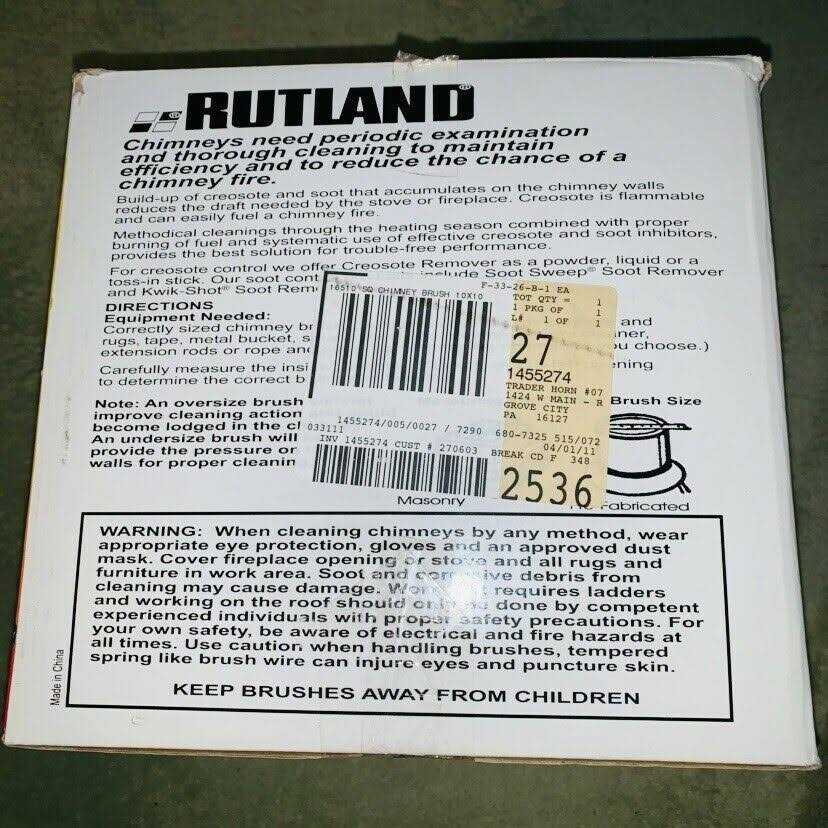 RUTLAND®
Chimneys need periodic examination
and thorough cleaning to maintain
efficiency and to reduce the chance of a
chimney fire.
Build-up of creosote and soot that accumulates on the chimney walls
reduces the draft needed by the stove or fireplace. Creosote is flammable
and can easily fuel a chimney fire.
Methodical cleanings through the heating season combined with proper
burning of fuel and systematic use of effective creosote and soot inhibitors,
provides the best solution for trouble-free performance.
For creosote control we offer Creosote Remover as a powder, liquid or a
toss-in stick. Our soot cont include Soot Sweep® Soot Remover
and Kwik-Shot® Soot Rem
DIRECTIONS
Equipment Needed:
Correctly sized chimney br and
rugs, tape, metal bucket, s ner,
extension rods or rope and ou choose.)
Carefully measure the insi ening
to determine the correct b
Note: An oversize brush
improve cleaning action
become lodged in the ch
An undersize brush will
provide the pressure or
walls for proper cleanin
Brush Size
Masonry
Fabricated
16510 SQ CHIMNEY BRUSH 10X10
F-33-26-B-1 EA
TOT QTY = 1
1 PKG OF 1
L# 1 OF 1
27
1455274
TRADER HORN #07
1424 W MAIN - R
GROVE CITY
PA 16127
1455274/005/0027 / 7290 680-7325 515/072
033111 04/01/11
INV 1455274 CUST # 270603 BREAK CD F 348
2536
WARNING: When cleaning chimneys by any method, wear
appropriate eye protection, gloves and an approved dust
mask. Cover fireplace opening or stove and all rugs and
furniture in work area. Soot and corrosive debris from
cleaning may cause damage. Work that requires ladders
and working on the roof should only be done by competent
experienced individuals with proper safety precautions. For
your own safety, be aware of electrical and fire hazards at
all times. Use caution when handling brushes, tempered
spring like brush wire can injure eyes and puncture skin.
KEEP BRUSHES AWAY FROM CHILDREN
Made in China